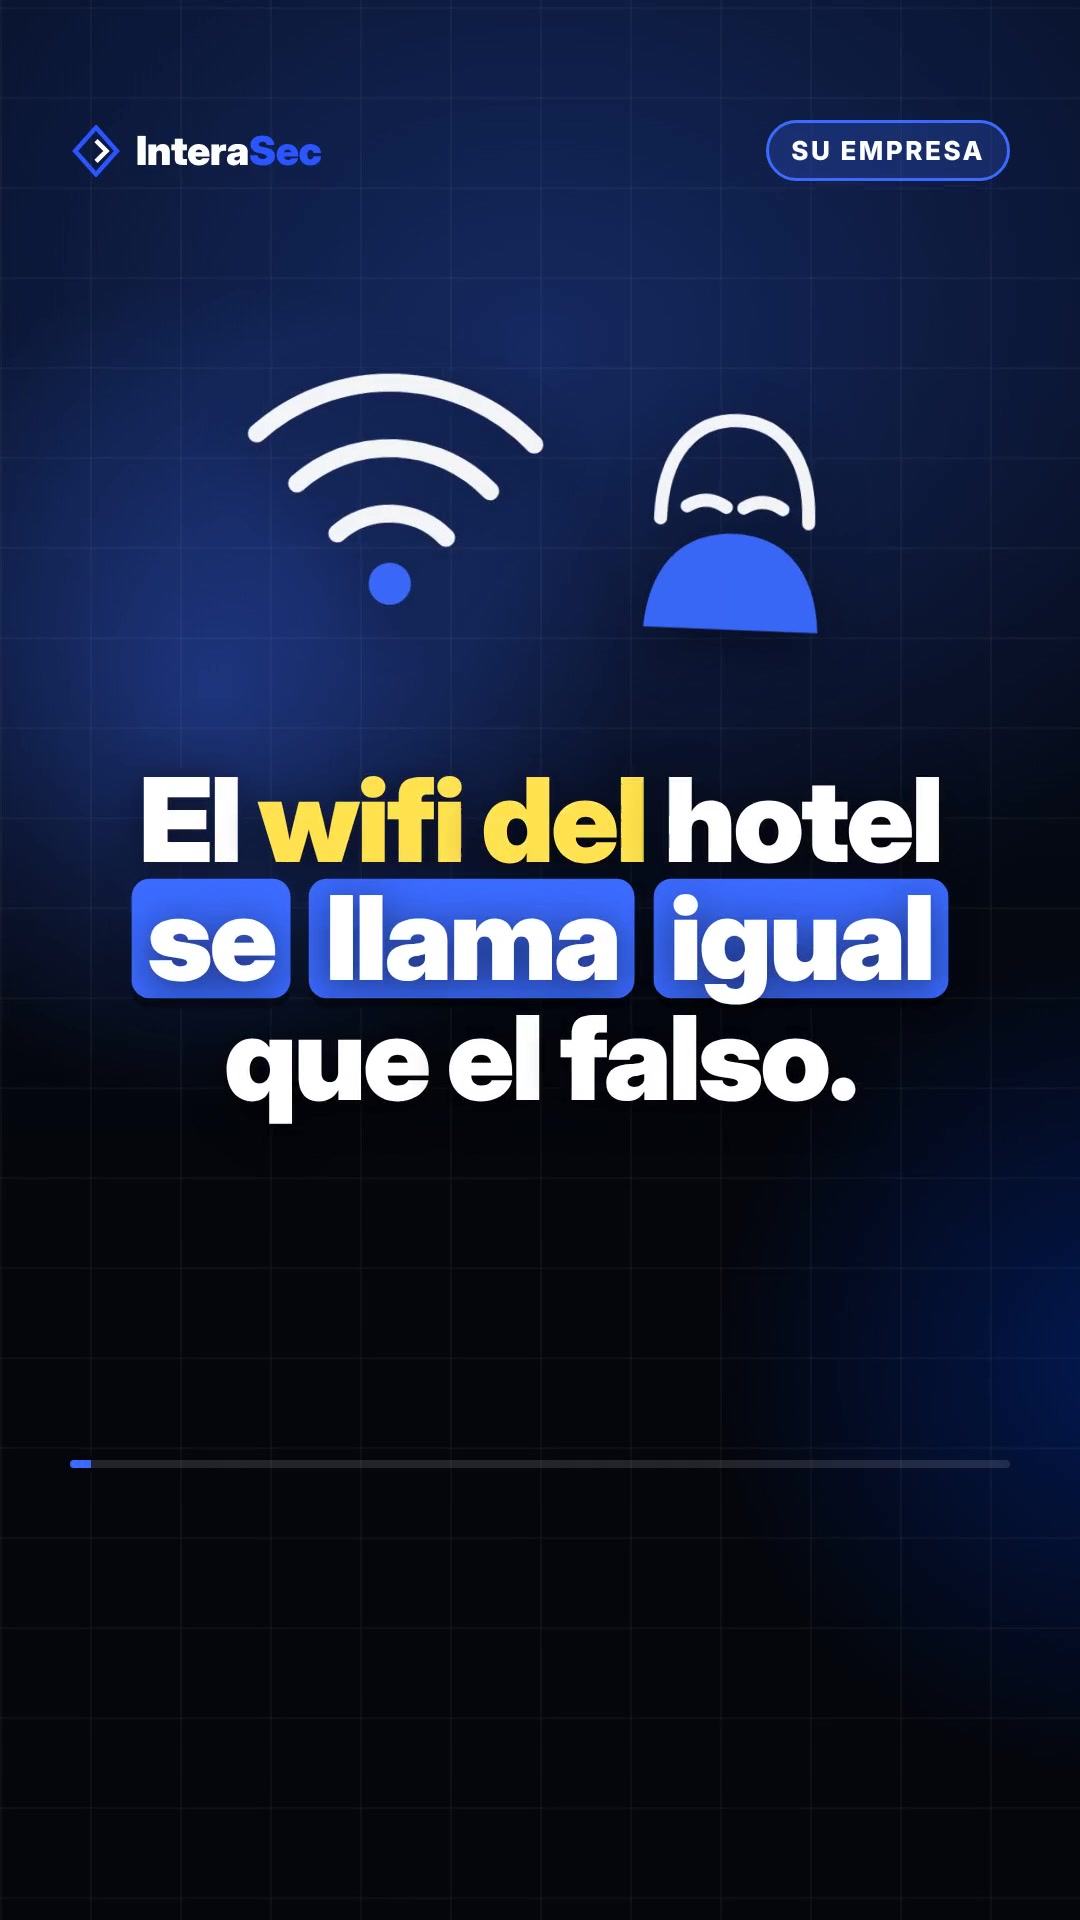 InteraSec
SU EMPRESA
El wifi del hotel
se llama igual
que el falso.